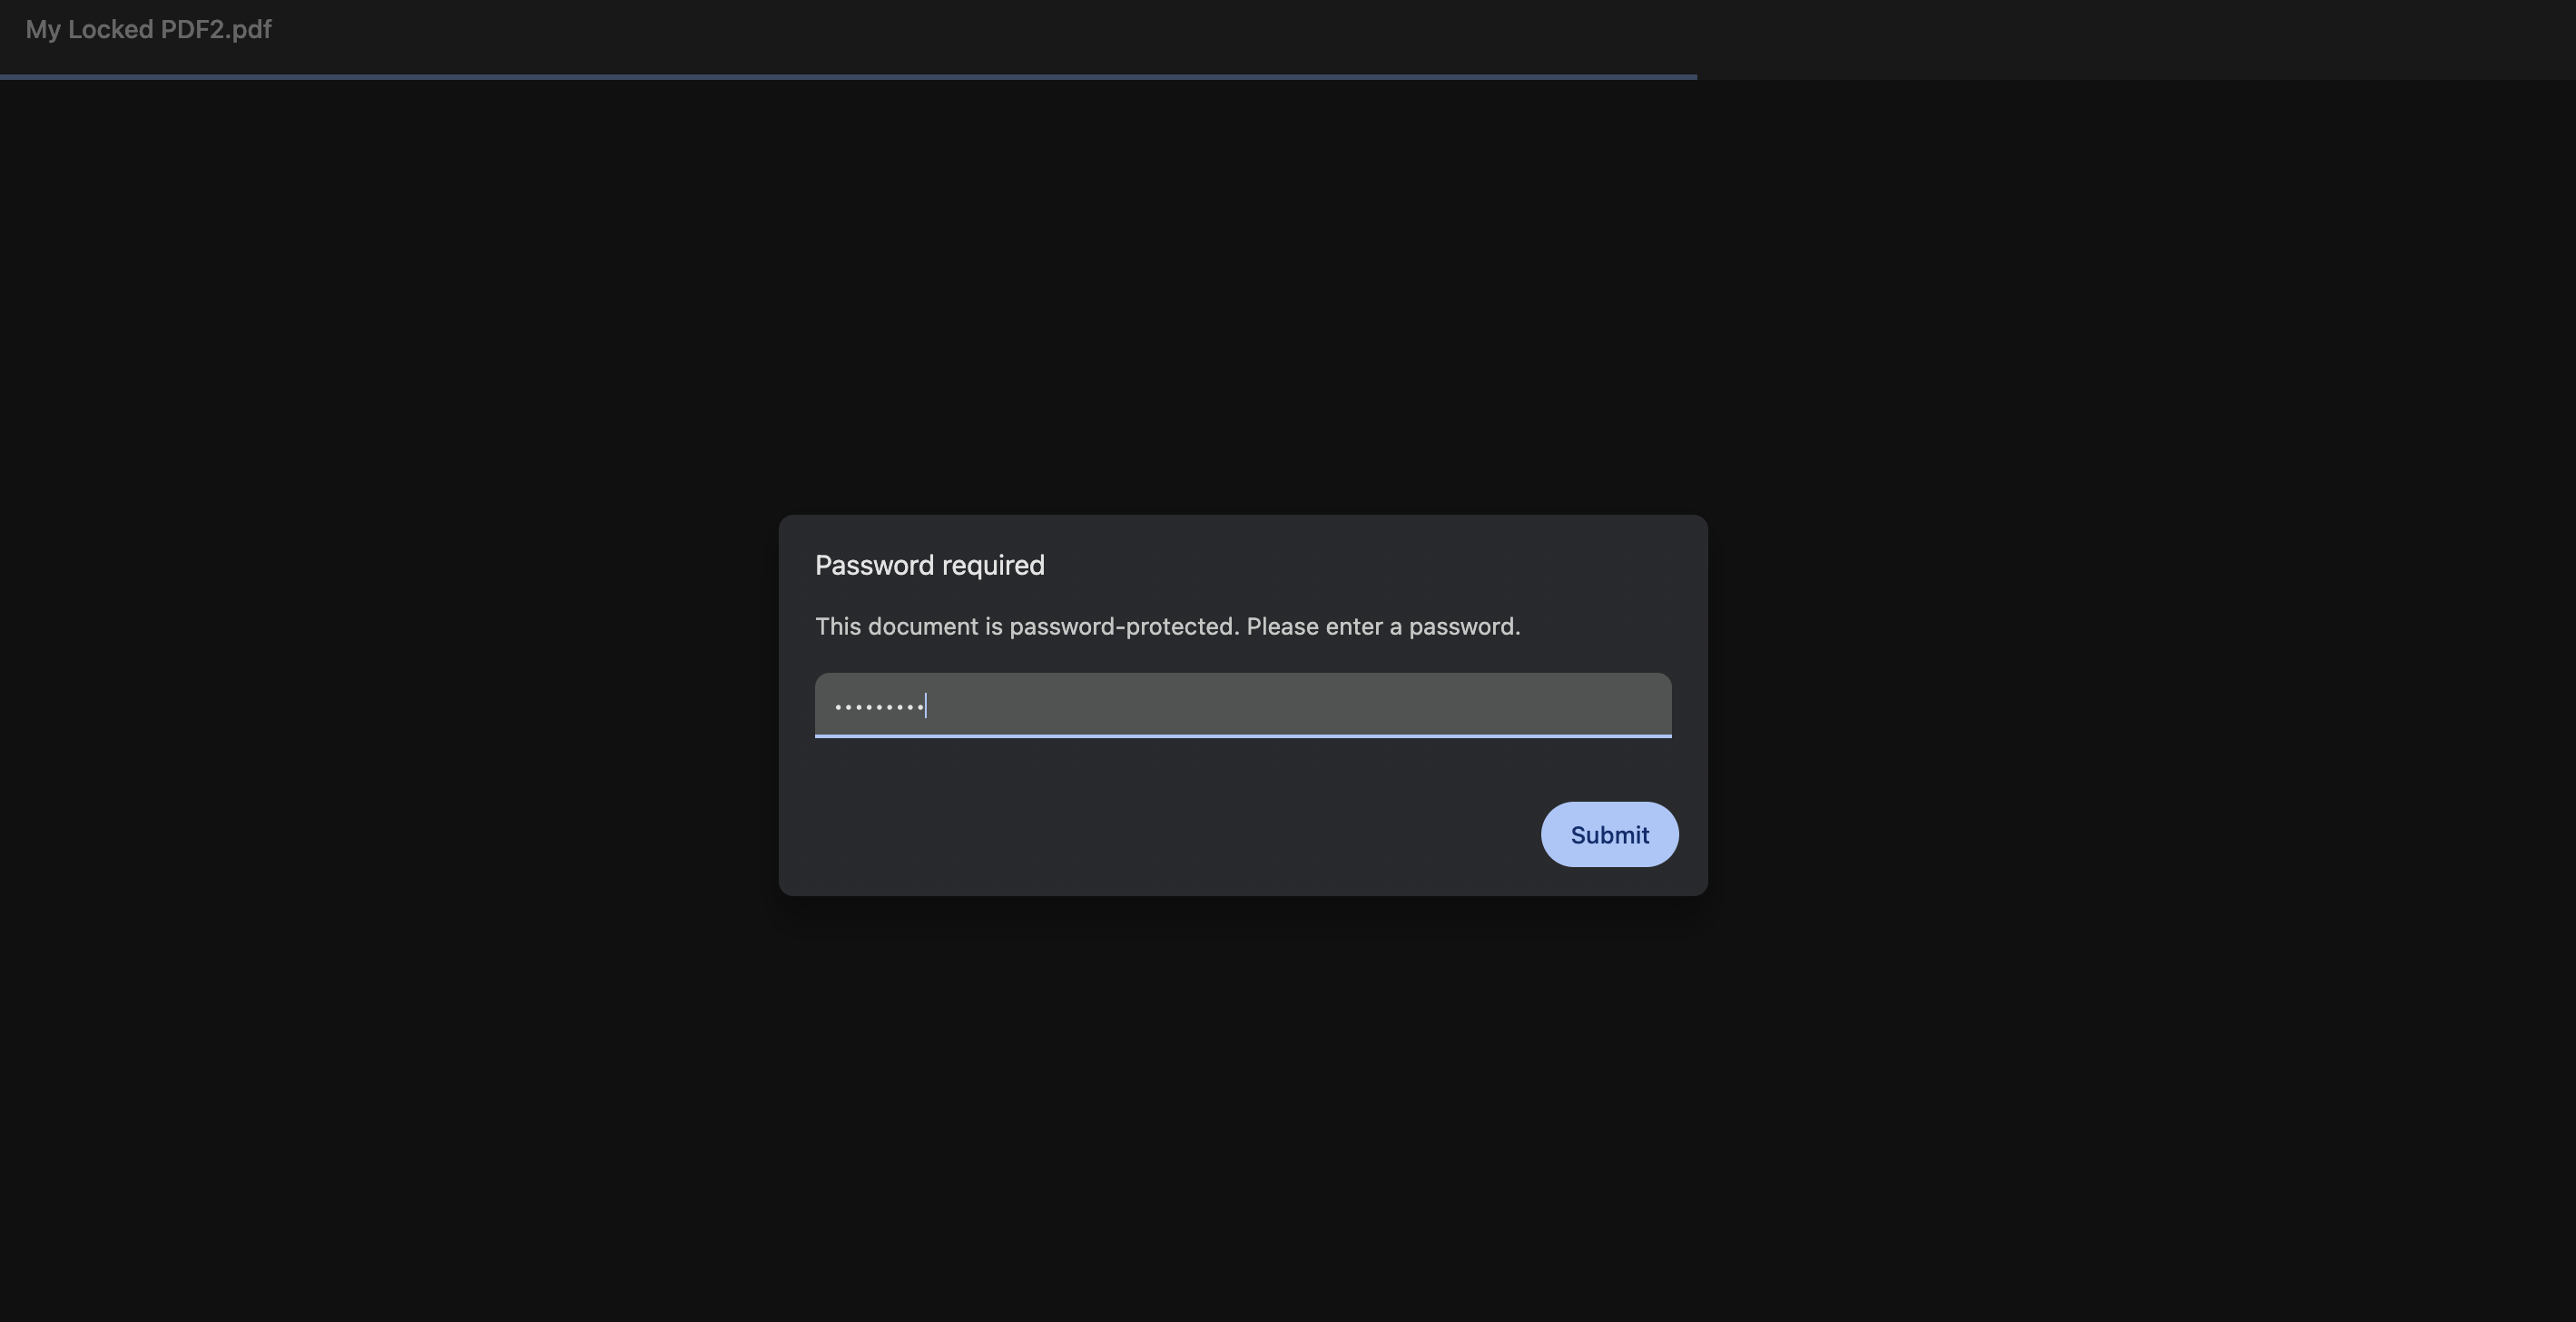 My Locked PDF2.pdf
Password required
This document is password-protected. Please enter a password.
•••••••••
Submit